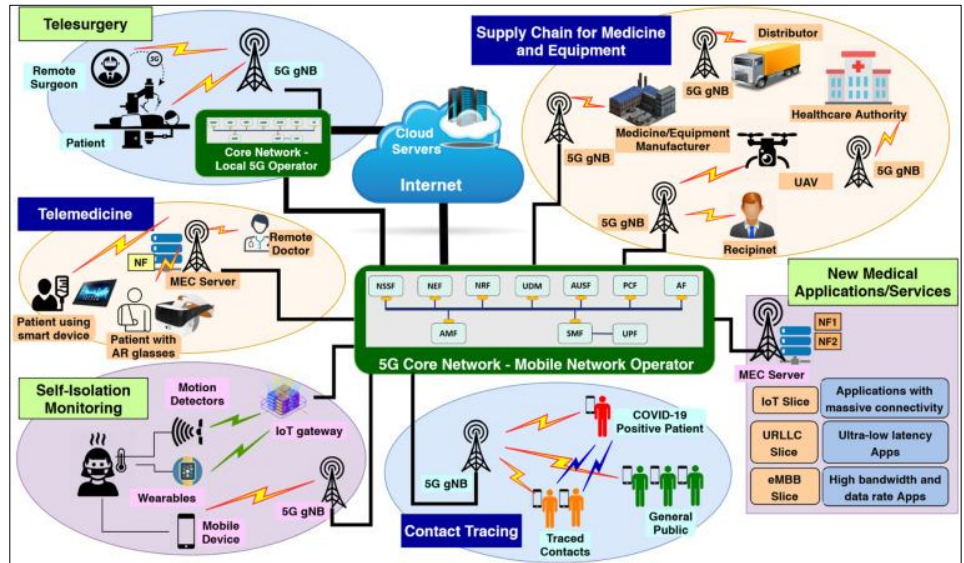 Telesurgery
Remote
Surgeon
5G
5G gNB
Patient
Core Network -
Local 5G Operator
Cloud
Servers
Internet
Supply Chain for Medicine
and Equipment
Distributor
5G gNB
Healthcare Authority
Medicine/Equipment
Manufacturer
5G gNB
UAV
5G gNB
5G gNB
Recipinet
Telemedicine
Remote
Doctor
NF
MEC Server
Patient using
smart device
Patient with
AR glasses
NSSF
NEF
NRF
UDM
AUSF
PCF
AF
AMF
SMF
UPF
5G Core Network - Mobile Network Operator
New Medical
Applications/Services
NF1
NF2
MEC Server
IoT Slice
Applications with
massive connectivity
URLLC
Slice
Ultra-low latency
Apps
eMBB
Slice
High bandwidth and
data rate Apps
Self-Isolation
Monitoring
Motion
Detectors
IoT gateway
Wearables
5G gNB
Mobile
Device
COVID-19
Positive Patient
5G gNB
General
Public
Traced
Contacts
Contact Tracing